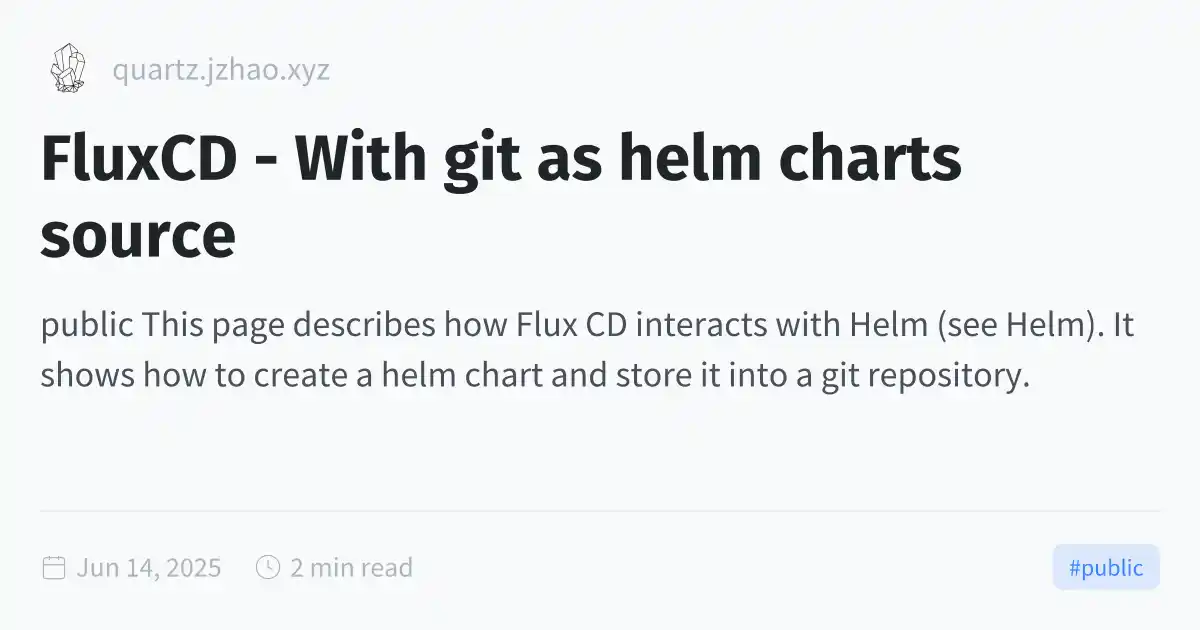 quartz.jzhao.xyz
FluxCD - With git as helm charts
source
public This page describes how Flux CD interacts with Helm (see Helm). It
shows how to create a helm chart and store it into a git repository.
Jun 14, 2025 2 min read #public